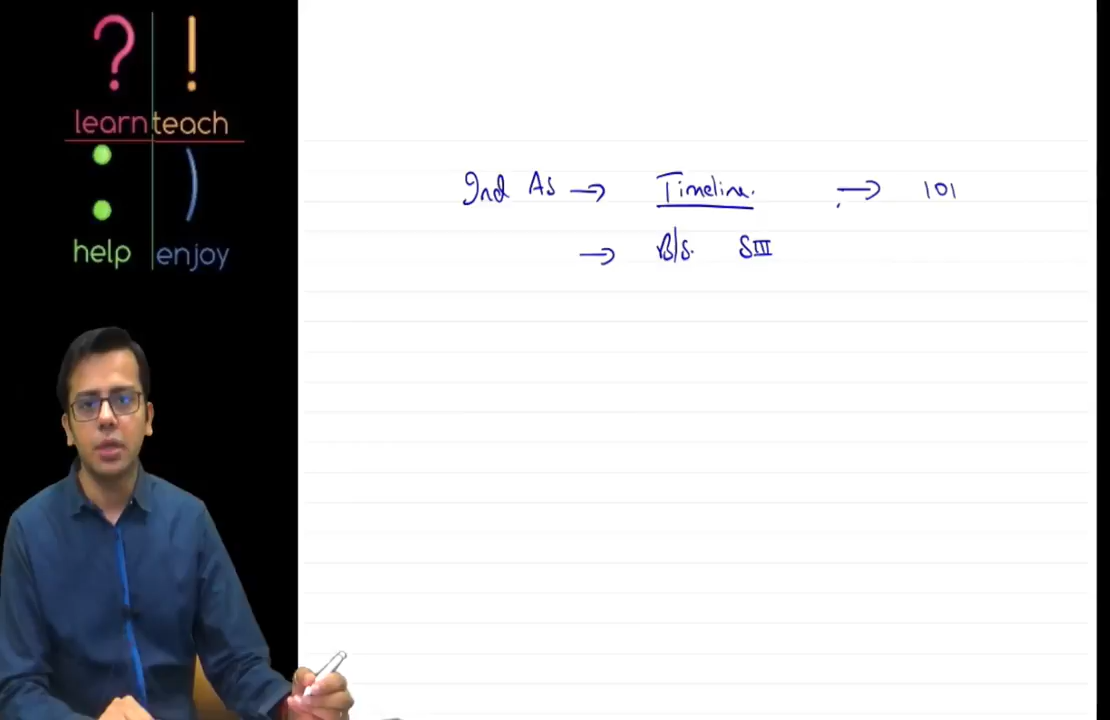 ? !
learn teach
: )
help enjoy
Ind As → Timeline. → 101
→ B/S. SIII